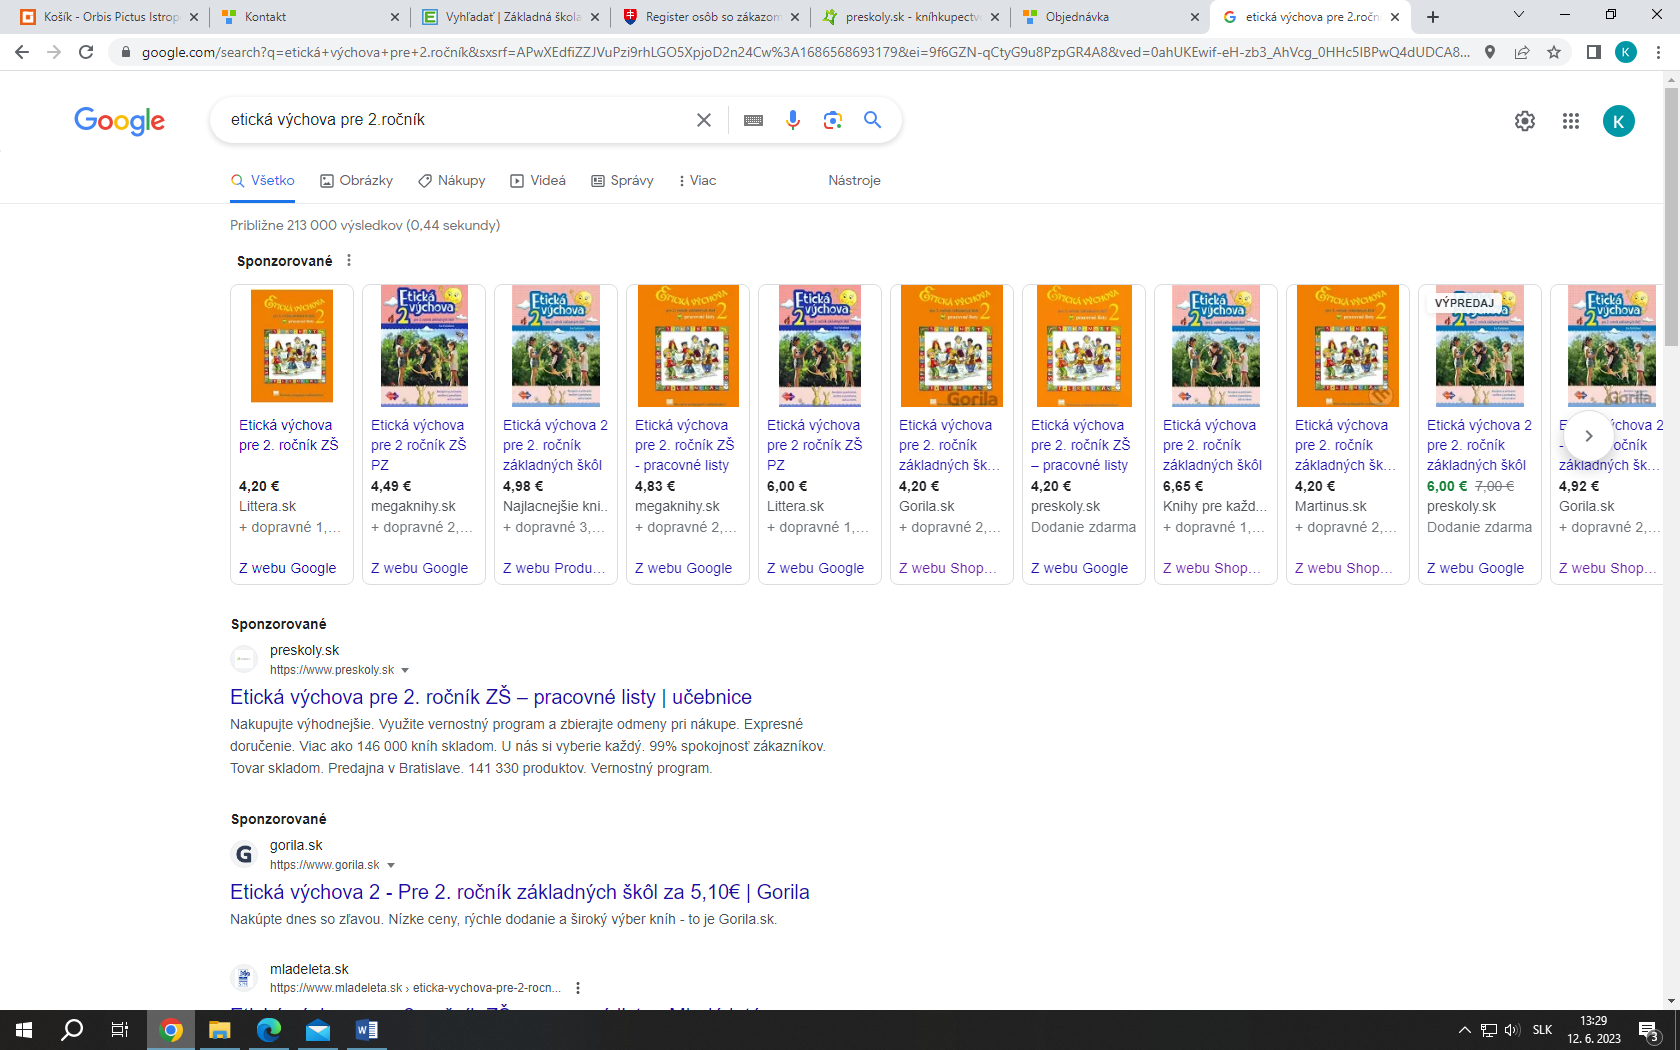 Košík - Orbis Pictus Istrop
Kontakt
Vyhľadať | Základná škola
Register osôb so zákazom
preskoly.sk - kníhkupectv
Objednávka
etická výchova pre 2.roční
google.com/search?q=etická+výchova+pre+2.ročník&sxsrf=APwXEdfiZZJVuPzi9rhLGO5XpjoD2n24Cw%3A1686568693179&ei=9f6GZN-qCtyG9u8PzpGR4A8&ved=0ahUKEwif-eH-zb3_AhVcg_0HHc5IBPwQ4dUDCA8...
K
Google
etická výchova pre 2.ročník
K
Všetko
Obrázky
Nákupy
Videá
Správy
Viac
Nástroje
Približne 213 000 výsledkov (0,44 sekundy)
Sponzorované
Etická výchova
pre 2. ročník ZŠ
4,20 €
Littera.sk
+ dopravné 1,...
Z webu Google
Etická výchova
pre 2 ročník ZŠ
PZ
4,49 €
megaknihy.sk
+ dopravné 2,...
Z webu Google
Etická výchova 2
pre 2. ročník
základných škôl
4,98 €
Najlacnejšie kni..
+ dopravné 3,...
Z webu Produ...
Etická výchova
pre 2. ročník ZŠ
- pracovné listy
4,83 €
megaknihy.sk
+ dopravné 2,...
Z webu Google
Etická výchova
pre 2 ročník ZŠ
PZ
6,00 €
Littera.sk
+ dopravné 1,...
Z webu Google
Etická výchova
pre 2. ročník
základných šk...
4,20 €
Gorila.sk
+ dopravné 2,...
Z webu Shop...
Etická výchova
pre 2. ročník ZŠ
– pracovné listy
4,20 €
preskoly.sk
Dodanie zdarma
Z webu Google
Etická výchova
pre 2. ročník
základných škôl
6,65 €
Knihy pre každ...
+ dopravné 1,...
Z webu Shop...
Etická výchova
pre 2. ročník
základných šk...
4,20 €
Martinus.sk
+ dopravné 2,...
Z webu Shop...
VÝPREDAJ
Etická výchova 2
pre 2. ročník
základných škôl
6,00 € 7,00 €
preskoly.sk
Dodanie zdarma
Z webu Google
základných šk...
4,92 €
Gorila.sk
+ dopravné 2,...
Z webu Shop...
Sponzorované
preskoly.sk
https://www.preskoly.sk
Etická výchova pre 2. ročník ZŠ – pracovné listy | učebnice
Nakupujte výhodnejšie. Využite vernostný program a zbierajte odmeny pri nákupe. Expresné
doručenie. Viac ako 146 000 kníh skladom. U nás si vyberie každý. 99% spokojnosť zákazníkov.
Tovar skladom. Predajna v Bratislave. 141 330 produktov. Vernostný program.
Sponzorované
gorila.sk
https://www.gorila.sk
Etická výchova 2 - Pre 2. ročník základných škôl za 5,10€ | Gorila
Nakúpte dnes so zľavou. Nízke ceny, rýchle dodanie a široký výber kníh - to je Gorila.sk.
mladeleta.sk
https://www.mladeleta.sk › eticka-vychova-pre-2-rocn...
SLK
13:29
12. 6. 2023
3